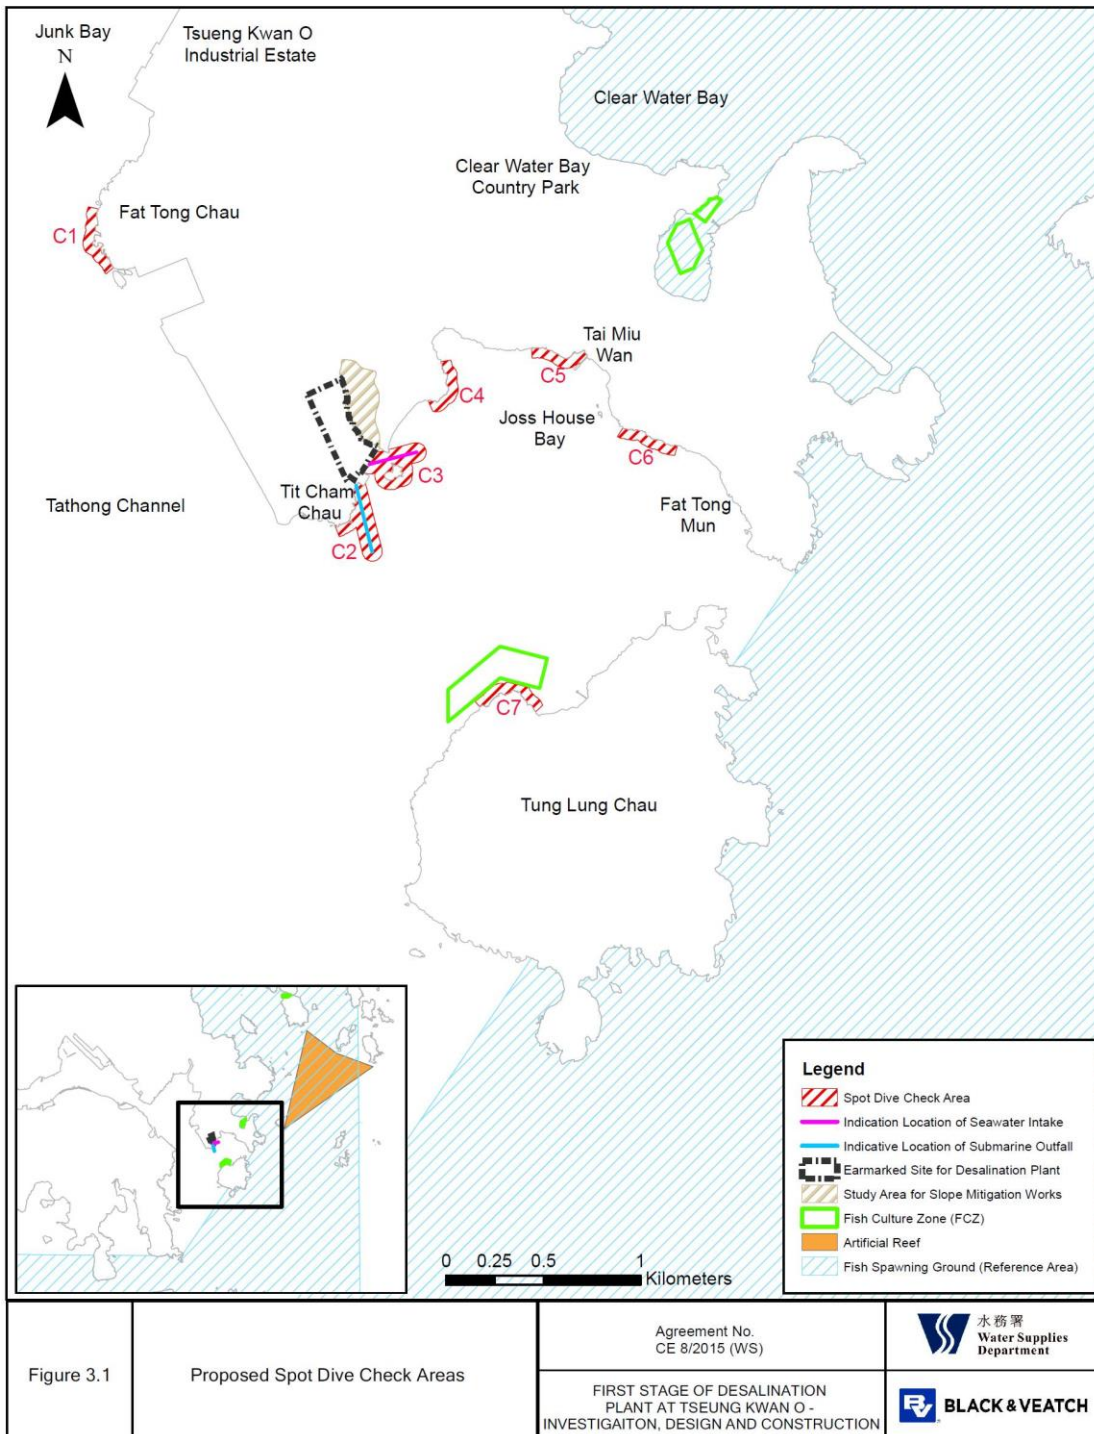 Junk Bay
N
Tsueng Kwan O
Industrial Estate
Clear Water Bay
Clear Water Bay
Country Park
Fat Tong Chau
C1
Tai Miu
Wan
C5
C4
Joss House
Bay
C6
C3
Tit Cham
Chau
Tathong Channel
Fat Tong
Mun
C2
C7
Tung Lung Chau
Legend
Spot Dive Check Area
Indication Location of Seawater Intake
Indicative Location of Submarine Outfall
Earmarked Site for Desalination Plant
Study Area for Slope Mitigation Works
Fish Culture Zone (FCZ)
Artificial Reef
Fish Spawning Ground (Reference Area)
0 0.25 0.5 1
Kilometers
Figure 3.1
Proposed Spot Dive Check Areas
Agreement No.
CE 8/2015 (WS)
FIRST STAGE OF DESALINATION
PLANT AT TSEUNG KWAN O -
INVESTIGAITON, DESIGN AND CONSTRUCTION
水務署
Water Supplies
Department
BV BLACK & VEATCH